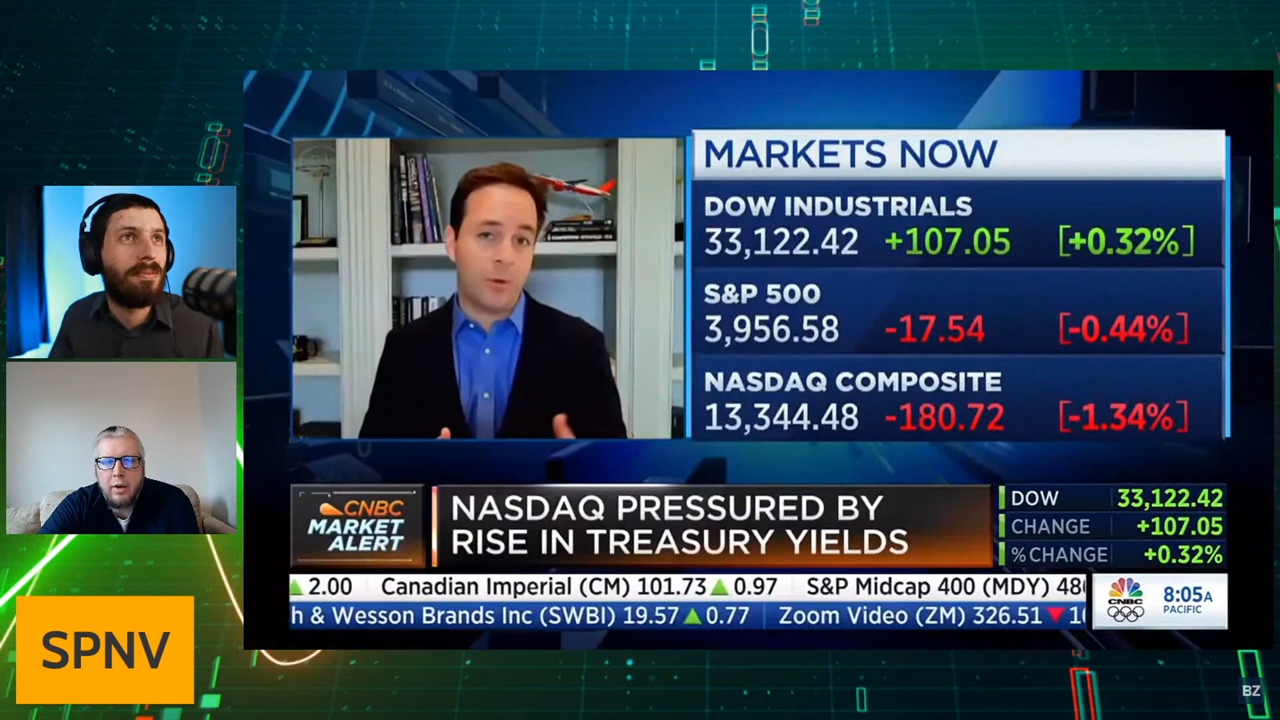 MARKETS NOW
DOW INDUSTRIALS
33,122.42 +107.05 [+0.32%]
S&P 500
3,956.58 -17.54 [-0.44%]
NASDAQ COMPOSITE
13,344.48 -180.72 [-1.34%]
CNBC
MARKET
ALERT
NASDAQ PRESSURED BY
RISE IN TREASURY YIELDS
DOW 33,122.42
CHANGE +107.05
% CHANGE +0.32%
▲ 2.00 Canadian Imperial (CM) 101.73 ▲ 0.97 S&P Midcap 400 (MDY) 480
h & Wesson Brands Inc (SWBI) 19.57 ▲ 0.77 Zoom Video (ZM) 326.51 ▼ 1
CNBC
8:05A
PACIFIC
SPNV
BZ